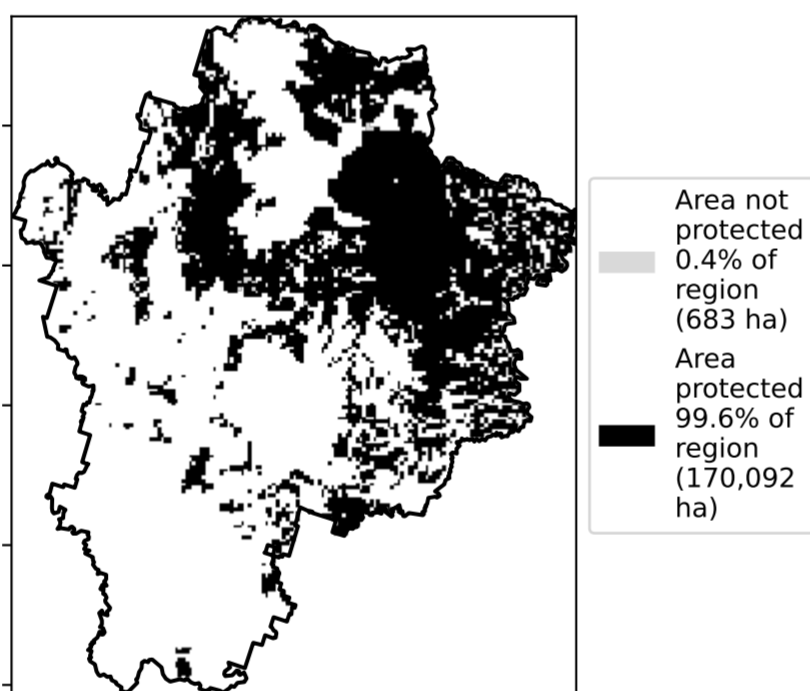 Area not
protected
0.4% of
region
(683 ha)
Area
protected
99.6% of
region
(170,092
ha)